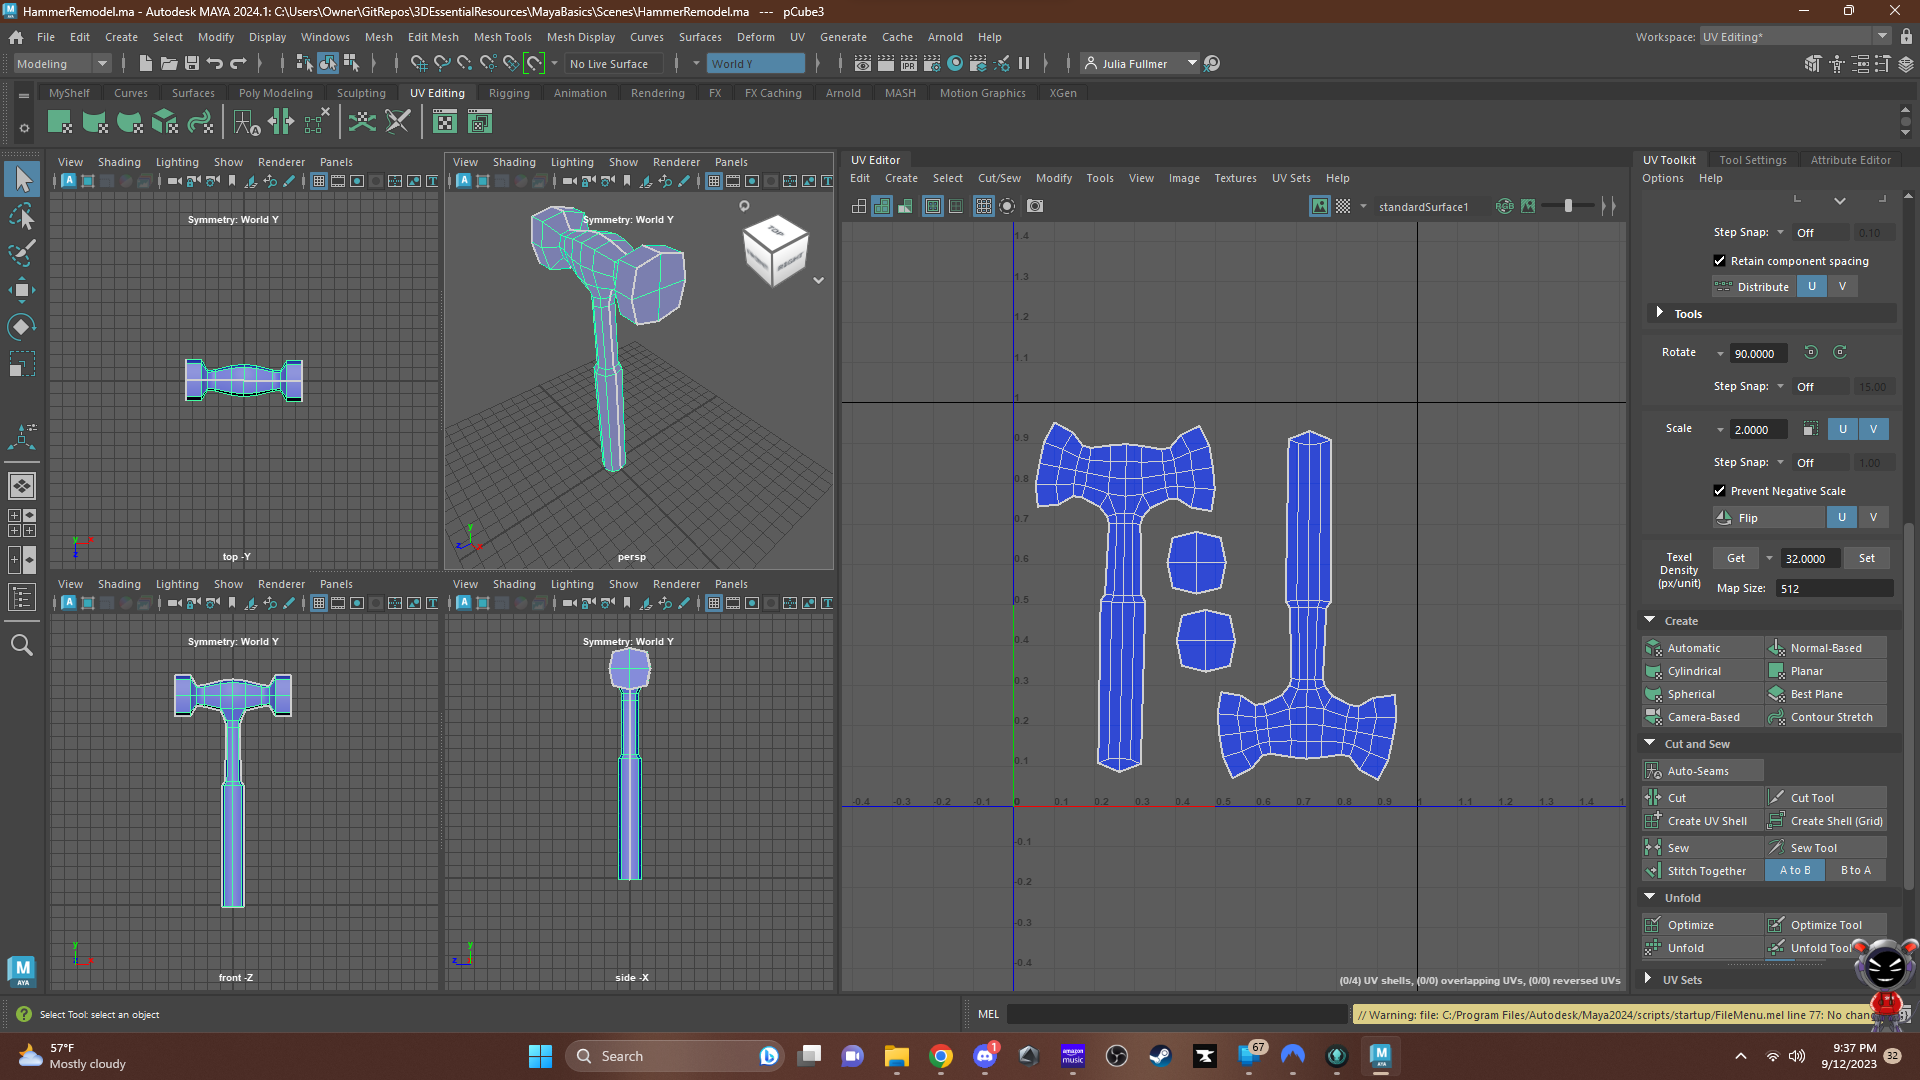 HammerRemodel.ma - Autodesk MAYA 2024.1: C:\Users\Owner\GitRepos\3DEssentialResources\MayaBasics\Scenes\HammerRemodel.ma --- pCube3
File Edit Create Select Modify Display Windows Mesh Edit Mesh Mesh Tools Mesh Display Curves Surfaces Deform UV Generate Cache Arnold Help
Workspace: UV Editing*
Modeling No Live Surface World Y Julia Fullmer
MyShelf Curves Surfaces Poly Modeling Sculpting UV Editing Rigging Animation Rendering FX FX Caching Arnold MASH Motion Graphics XGen
View Shading Lighting Show Renderer Panels
Symmetry: World Y
top -Y
View Shading Lighting Show Renderer Panels
Symmetry: World Y
TOP
RIGHT
persp
View Shading Lighting Show Renderer Panels
Symmetry: World Y
front -Z
View Shading Lighting Show Renderer Panels
Symmetry: World Y
side -X
UV Editor
Edit Create Select Cut/Sew Modify Tools View Image Textures UV Sets Help
standardSurface1
1.4
1.3
1.2
1.1
1
0.9
0.8
0.7
0.6
0.5
0.4
0.3
0.2
0.1
-0.4 -0.3 -0.2 -0.1 0 0.1 0.2 0.3 0.4 0.5 0.6 0.7 0.8 0.9 1 1.1 1.2 1.3 1.4
-0.1
-0.2
-0.3
-0.4
(0/4) UV shells, (0/0) overlapping UVs, (0/0) reversed UVs
UV Toolkit Tool Settings Attribute Editor
Options Help
Step Snap: Off 0.10
Retain component spacing
Distribute U V
Tools
Rotate 90.0000
Step Snap: Off 15.00
Scale 2.0000 U V
Step Snap: Off 1.00
Prevent Negative Scale
Flip U V
Texel Density (px/unit) Get 32.0000 Set
Map Size: 512
Create
Automatic Normal-Based
Cylindrical Planar
Spherical Best Plane
Camera-Based Contour Stretch
Cut and Sew
Auto-Seams
Cut Cut Tool
Create UV Shell Create Shell (Grid)
Sew Sew Tool
Stitch Together A to B B to A
Unfold
Optimize Optimize Tool
Unfold Unfold Tool
UV Sets
Select Tool: select an object
MEL
// Warning: file: C:/Program Files/Autodesk/Maya2024/scripts/startup/FileMenu.mel line 77: No chan
57°F
Mostly cloudy
Search
amazon music
1
67
9:37 PM
9/12/2023
32